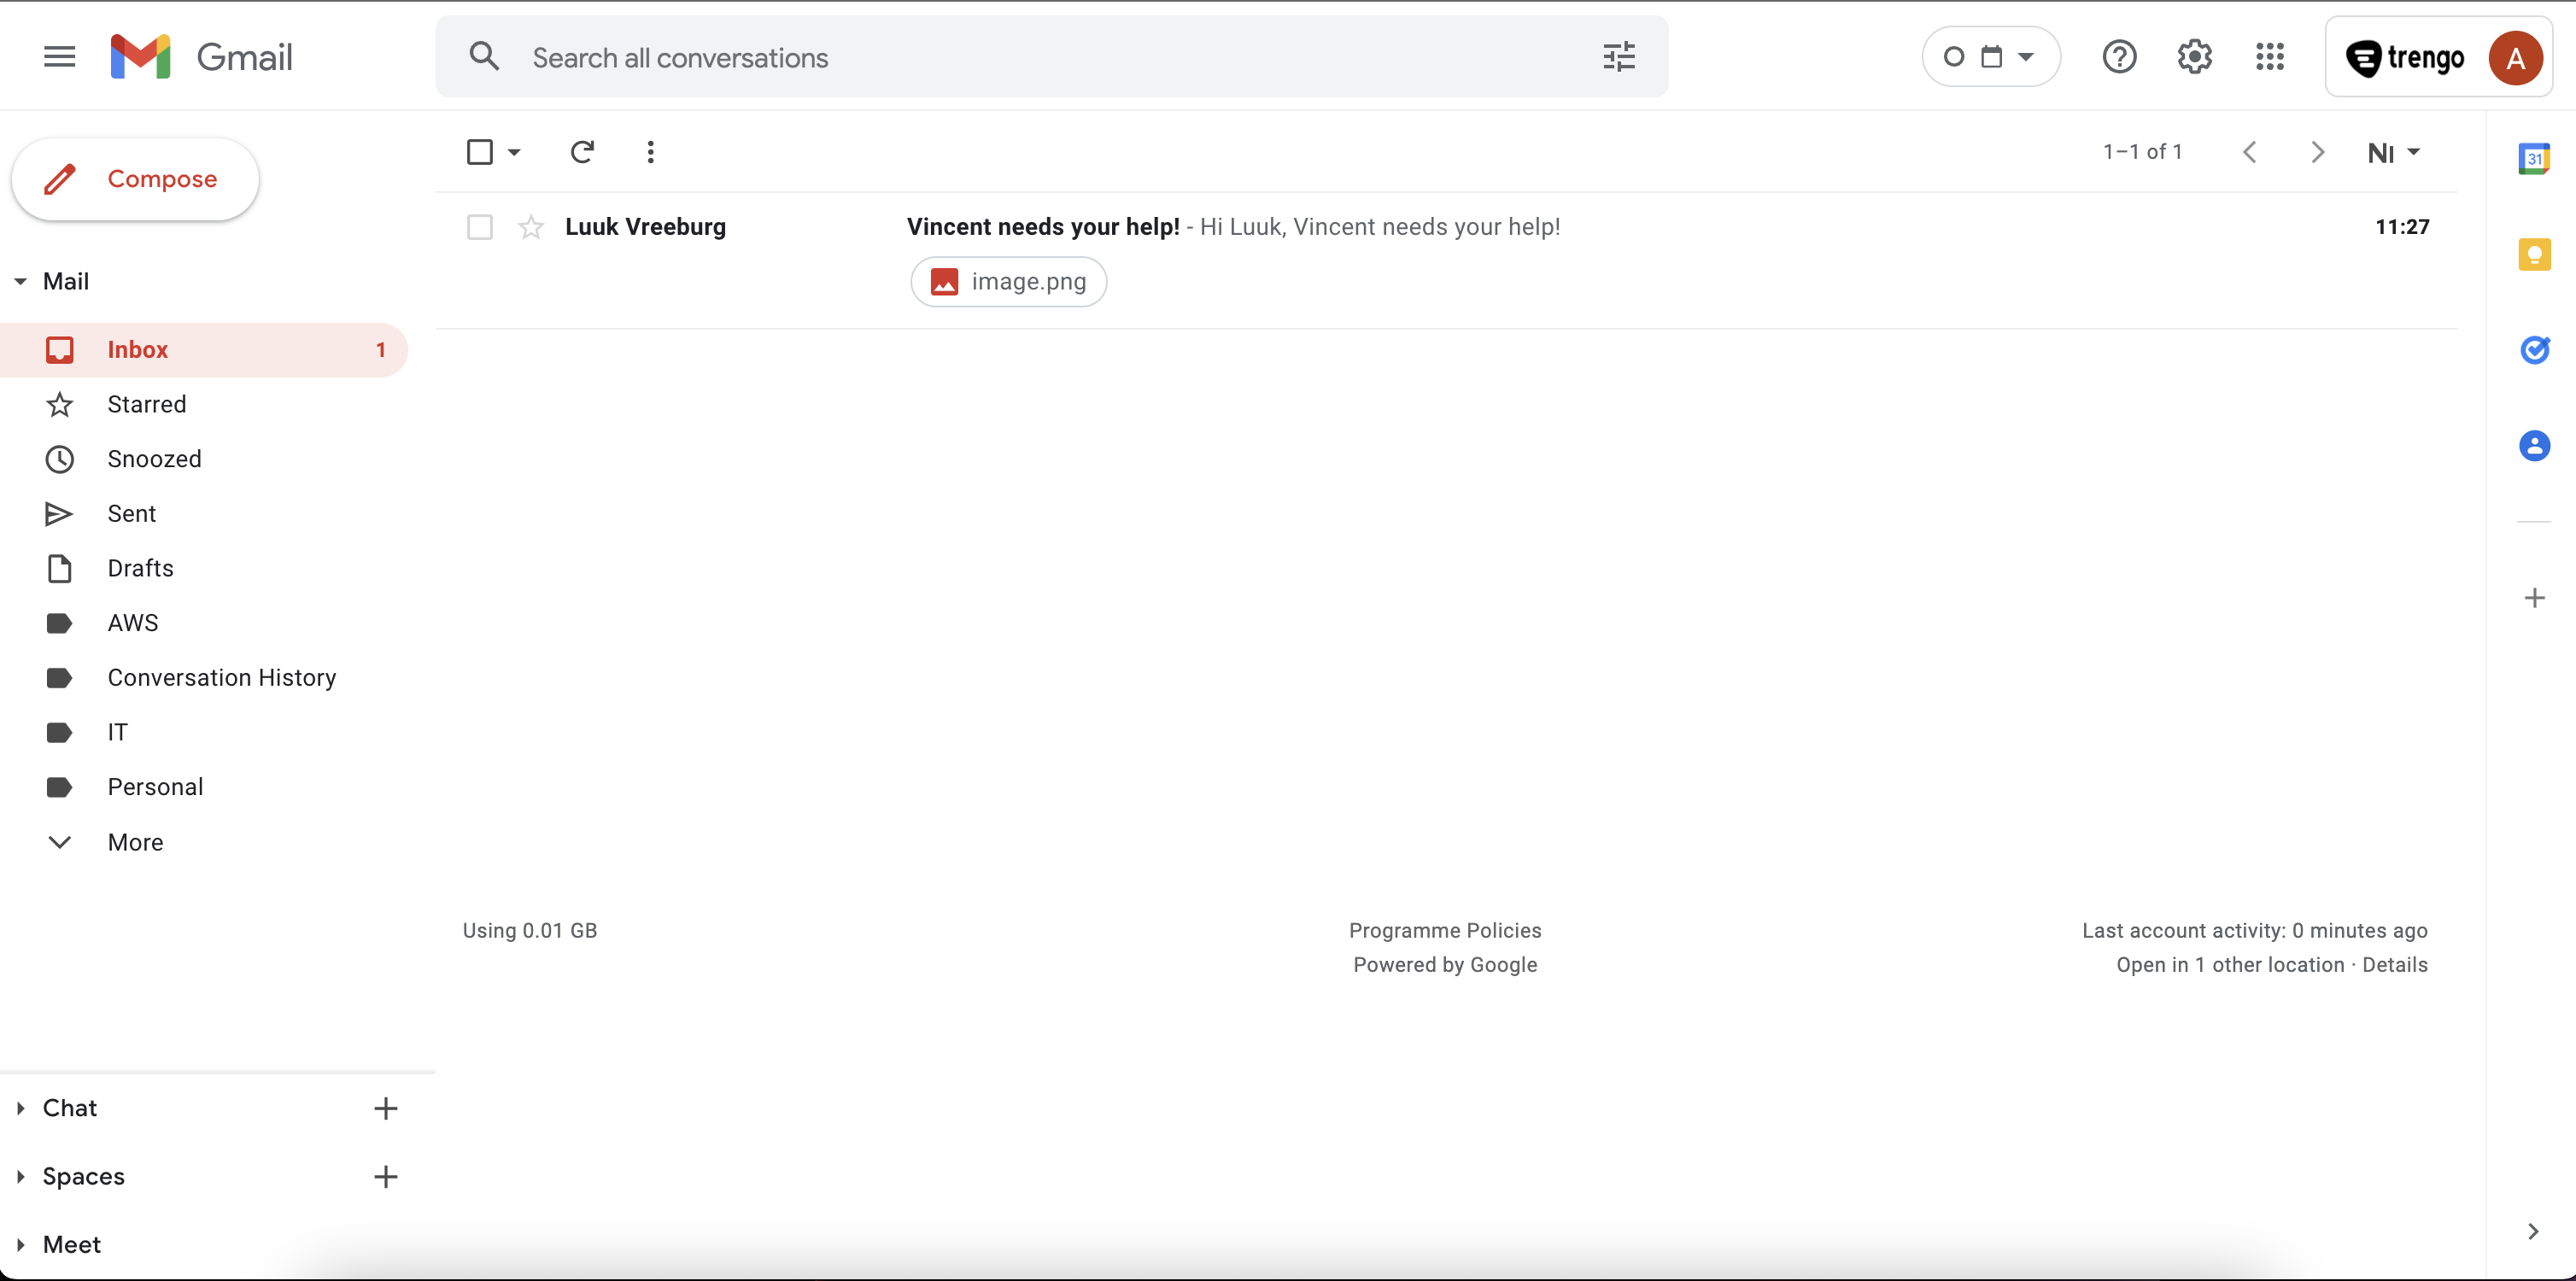 Gmail
Search all conversations
trengo
A
Compose
1–1 of 1
31
Luuk Vreeburg
Vincent needs your help! - Hi Luuk, Vincent needs your help!
11:27
image.png
Mail
Inbox 1
Starred
Snoozed
Sent
Drafts
AWS
Conversation History
IT
Personal
More
Using 0.01 GB
Programme Policies
Powered by Google
Last account activity: 0 minutes ago
Open in 1 other location · Details
Chat
Spaces
Meet